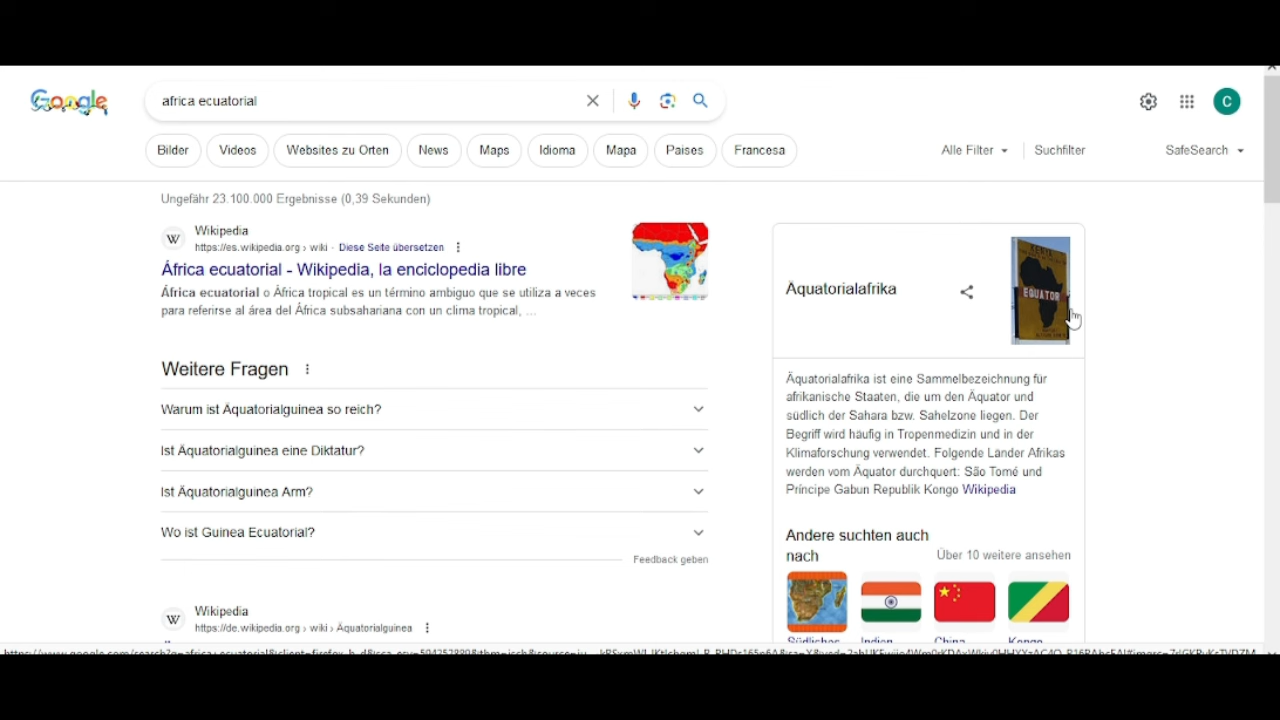 Google
africa ecuatorial
C
Bilder
Videos
Websites zu Orten
News
Maps
Idioma
Mapa
Paises
Francesa
Alle Filter
Suchfilter
SafeSearch
Ungefähr 23.100.000 Ergebnisse (0,39 Sekunden)
W
Wikipedia
https://es.wikipedia.org › wiki · Diese Seite übersetzen
África ecuatorial - Wikipedia, la enciclopedia libre
África ecuatorial o África tropical es un término ambiguo que se utiliza a veces
para referirse al área del África subsahariana con un clima tropical, ...
Weitere Fragen
Warum ist Äquatorialguinea so reich?
Ist Äquatorialguinea eine Diktatur?
Ist Äquatorialguinea Arm?
Wo ist Guinea Ecuatorial?
Feedback geben
W
Wikipedia
https://de.wikipedia.org › wiki › Äquatorialguinea
Äquatorialafrika
KENYA
EQUATOR
Äquatorialafrika ist eine Sammelbezeichnung für
afrikanische Staaten, die um den Äquator und
südlich der Sahara bzw. Sahelzone liegen. Der
Begriff wird häufig in Tropenmedizin und in der
Klimaforschung verwendet. Folgende Länder Afrikas
werden vom Äquator durchquert: São Tomé und
Príncipe Gabun Republik Kongo Wikipedia
Andere suchten auch
nach
Über 10 weitere ansehen
Südliches
Indien
China
Kongo